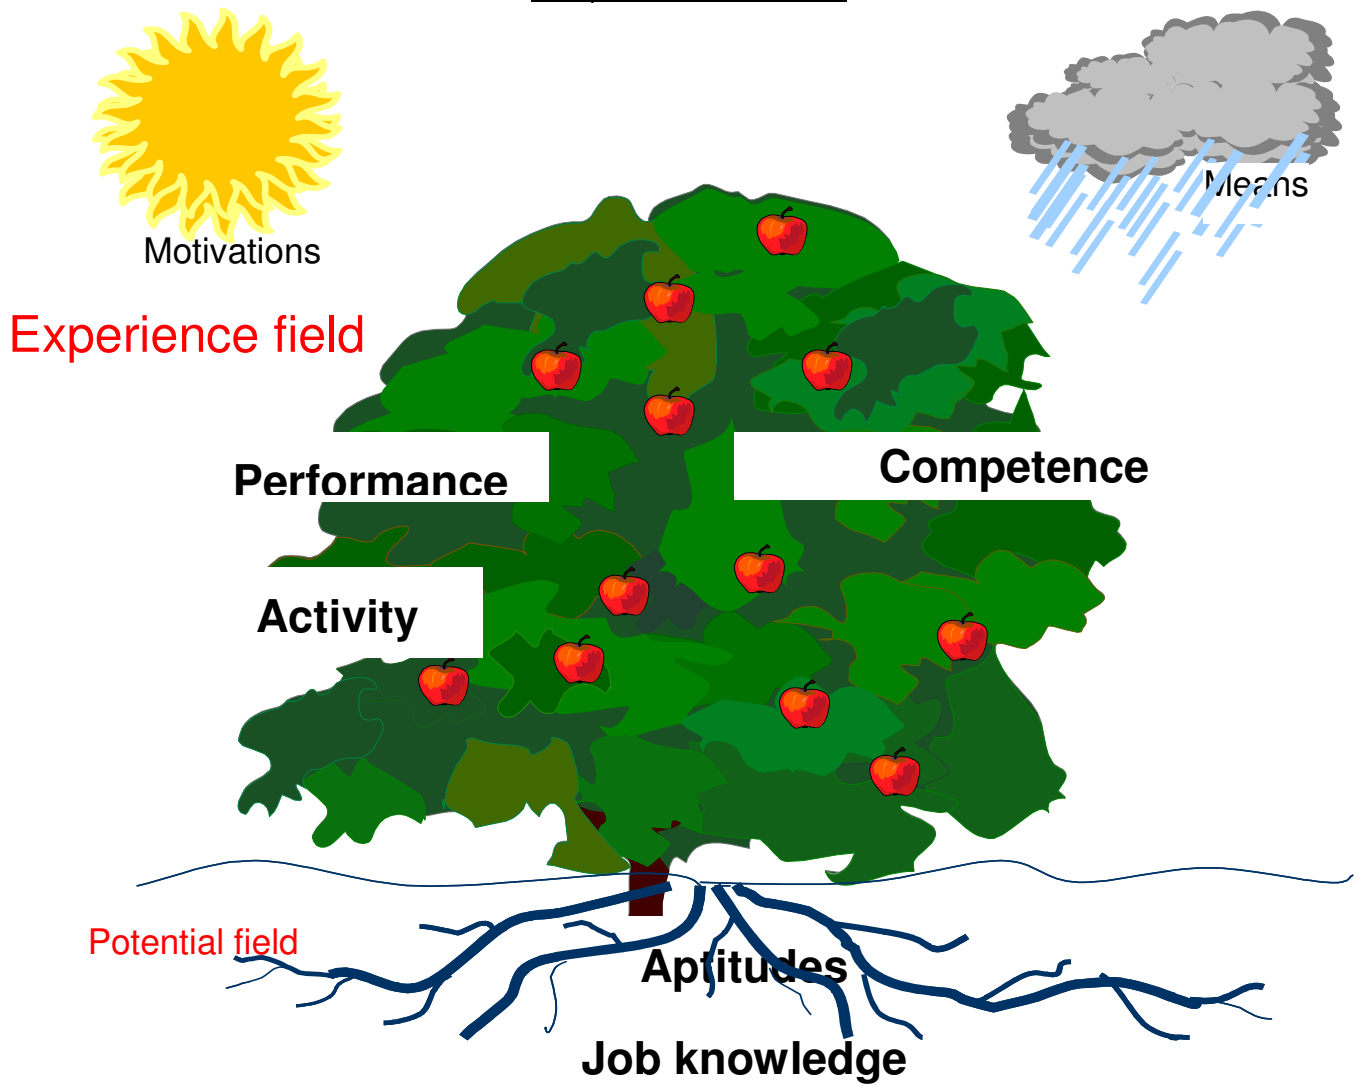 Means
Motivations
Experience field
Performance
Competence
Activity
Potential field
Aptitudes
Job knowledge